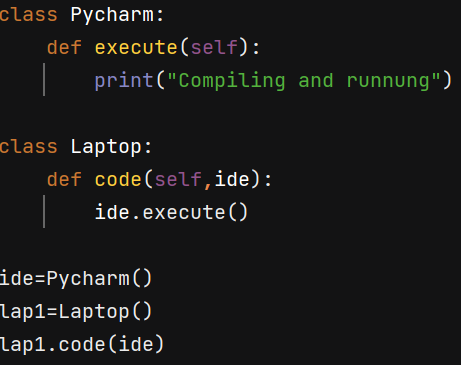 class Pycharm:
    def execute(self):
        print("Compiling and runnung")
class Laptop:
    def code(self,ide):
        ide.execute()
ide=Pycharm()
lap1=Laptop()
lap1.code(ide)